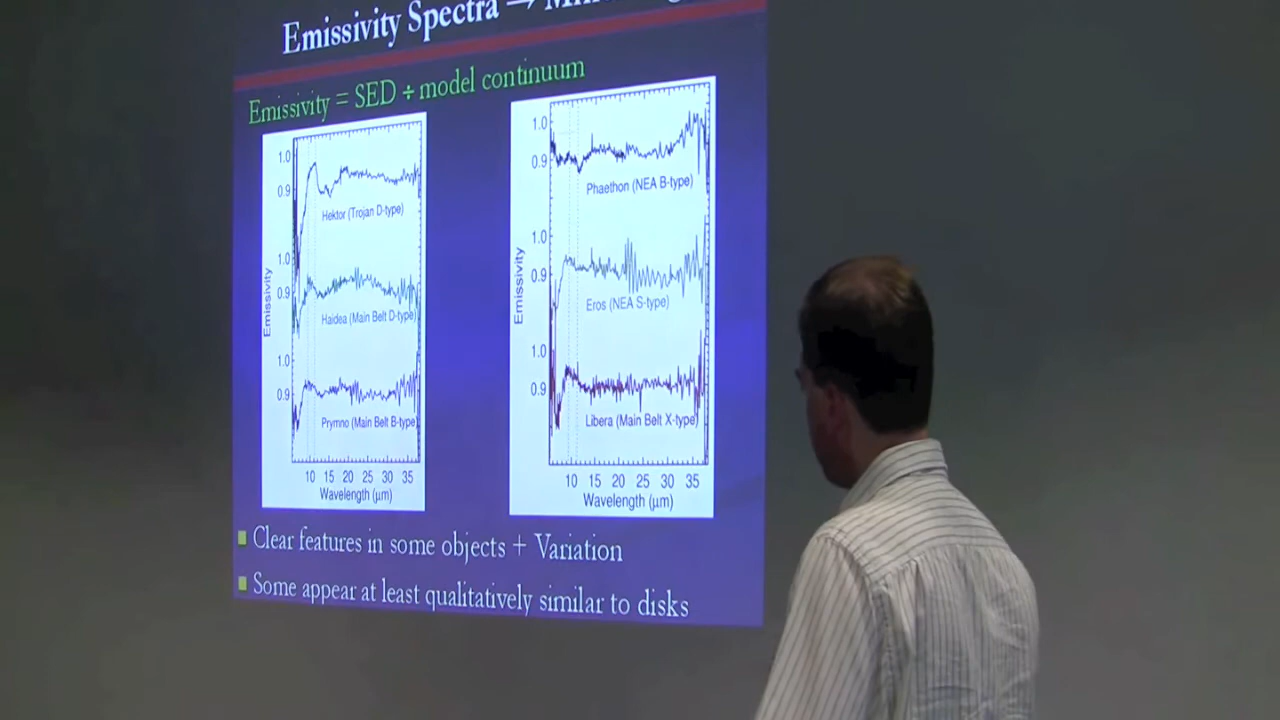 Emissivity Spectra →
Emissivity = SED ÷ model continuum
1.0
0.9
Hektor (Trojan D-type)
1.0
0.9
Haidea (Main Belt D-type)
1.0
0.9
Prymno (Main Belt B-type)
Emissivity
10 15 20 25 30 35
Wavelength (μm)
1.0
0.9
Phaethon (NEA B-type)
1.0
0.9
Eros (NEA S-type)
1.0
0.9
Libera (Main Belt X-type)
Emissivity
10 15 20 25 30 35
Wavelength (μm)
Clear features in some objects + Variation
Some appear at least qualitatively similar to disks